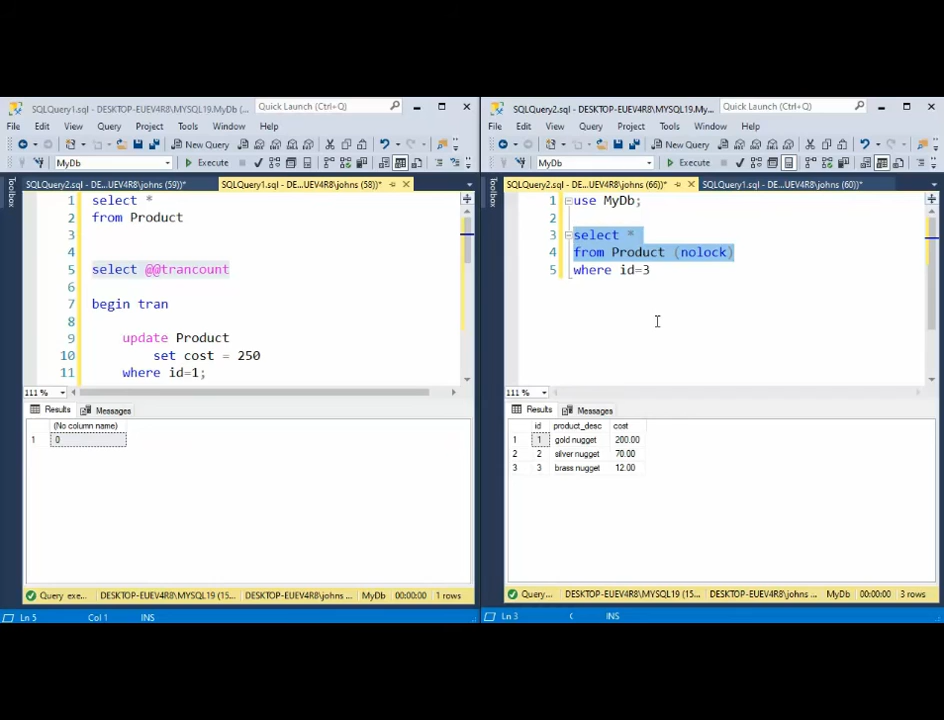 SQLQuery1.sql - DESKTOP-EUEV4R8\MYSQL19.MyDb (...
Quick Launch (Ctrl+Q)
File Edit View Query Project Tools Window Help
New Query
MyDb
Execute
Toolbox
SQLQuery2.sql - DE...UEV4R8\johns (59))*
SQLQuery1.sql - DE...UEV4R8\johns (58))*
1 select *
2 from Product
3
4
5 select @@trancount
6
7 begin tran
8
9 update Product
10 set cost = 250
11 where id=1;
111 %
Results Messages
(No column name)
1 0
Query exe... DESKTOP-EUEV4R8\MYSQL19 (15... DESKTOP-EUEV4R8\johns ... MyDb 00:00:00 1 rows
Ln 5 Col 1 INS
SQLQuery2.sql - DESKTOP-EUEV4R8\MYSQL19.My...
Quick Launch (Ctrl+Q)
File Edit View Query Project Tools Window Help
New Query
MyDb
Execute
Toolbox
SQLQuery2.sql - DE...UEV4R8\johns (66))*
SQLQuery1.sql - DE...UEV4R8\johns (60))*
1 use MyDb;
2
3 select *
4 from Product (nolock)
5 where id=3
111 %
Results Messages
id product_desc cost
1 1 gold nugget 200.00
2 2 silver nugget 70.00
3 3 brass nugget 12.00
Query... DESKTOP-EUEV4R8\MYSQL19 (15... DESKTOP-EUEV4R8\johns ... MyDb 00:00:00 3 rows
Ln 3 C INS